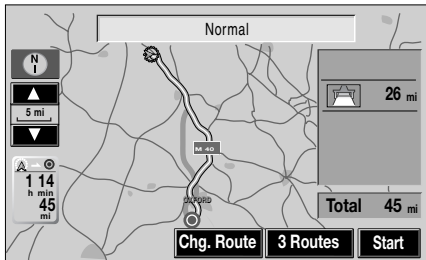 Normal
N
5 mi
26 mi
M 40
1 14
h min
45
mi
OXFORD
Total 45 mi
Chg. Route 3 Routes Start